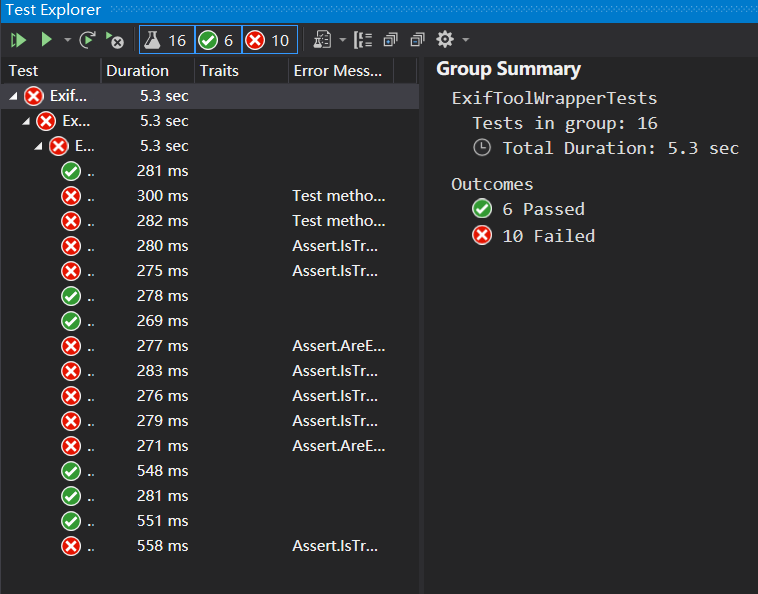 Test Explorer
16 6 10
Test Duration Traits Error Mess...
Exif... 5.3 sec
Ex... 5.3 sec
E... 5.3 sec
.. 281 ms
.. 300 ms Test metho...
.. 282 ms Test metho...
.. 280 ms Assert.IsTr...
.. 275 ms Assert.IsTr...
.. 278 ms
.. 269 ms
.. 277 ms Assert.AreE...
.. 283 ms Assert.IsTr...
.. 276 ms Assert.IsTr...
.. 279 ms Assert.IsTr...
.. 271 ms Assert.AreE...
.. 548 ms
.. 281 ms
.. 551 ms
.. 558 ms Assert.IsTr...
Group Summary
ExifToolWrapperTests
Tests in group: 16
Total Duration: 5.3 sec
Outcomes
6 Passed
10 Failed